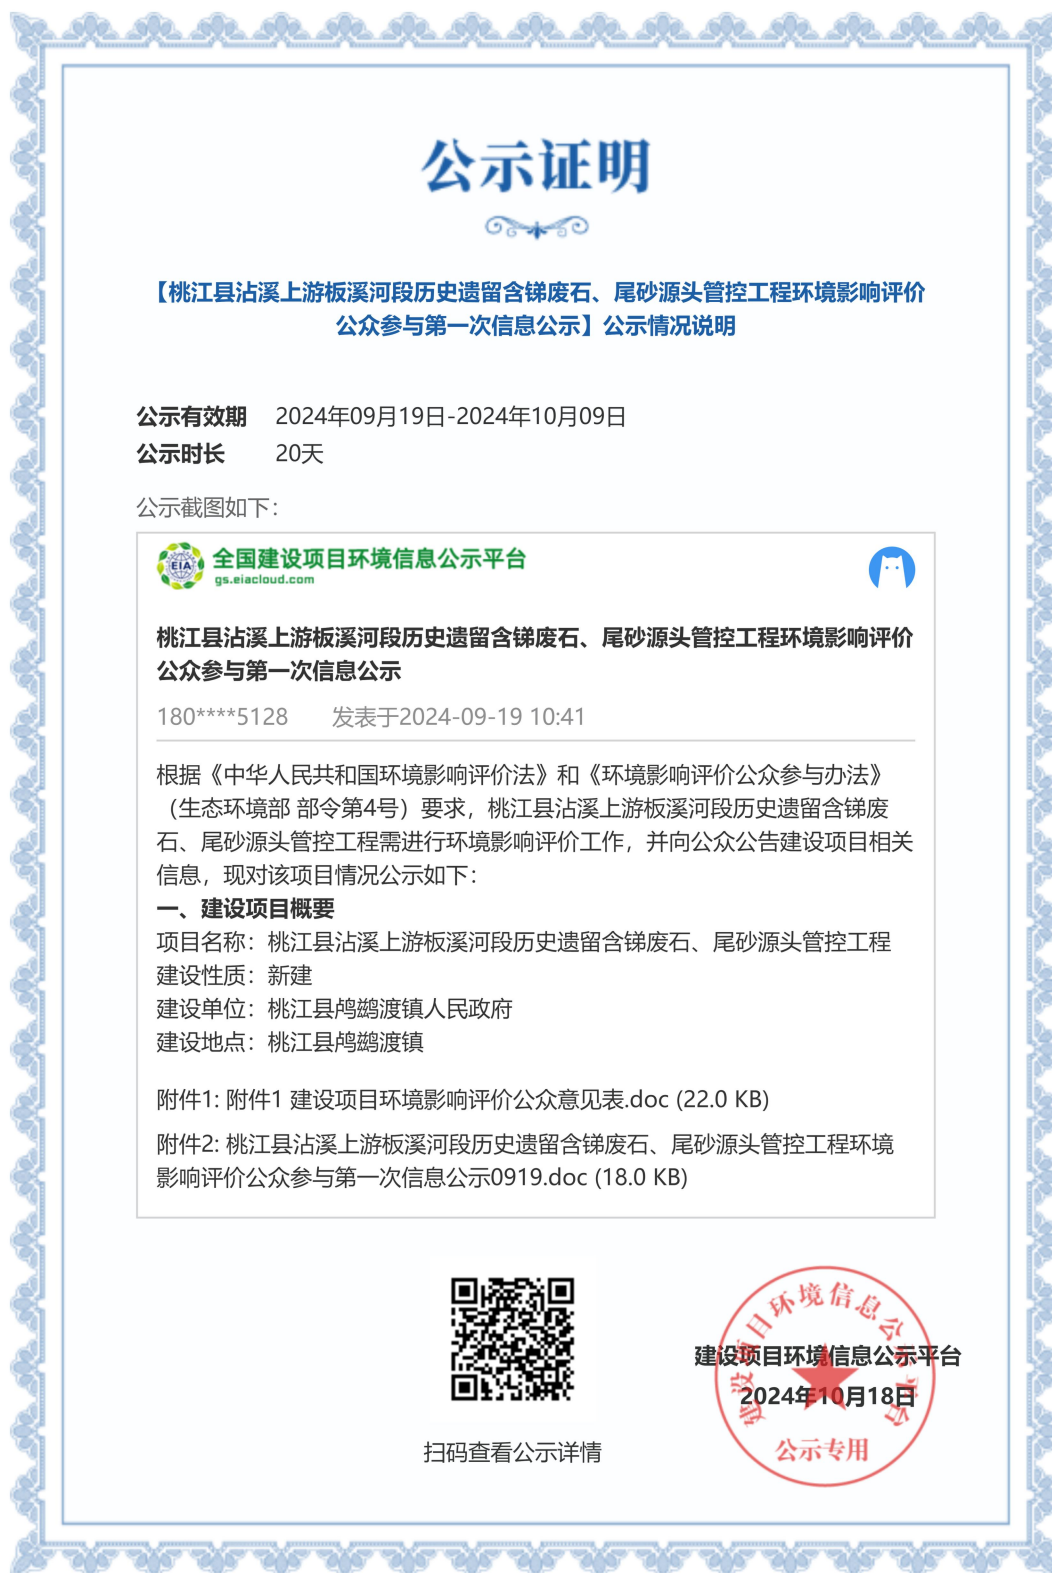 公示证明
【桃江县沾溪上游板溪河段历史遗留含锑废石、尾砂源头管控工程环境影响评价
公众参与第一次信息公示】公示情况说明
公示有效期 2024年09月19日-2024年10月09日
公示时长 20天
公示截图如下：
EIA
全国建设项目环境信息公示平台
gs.eiacloud.com
桃江县沾溪上游板溪河段历史遗留含锑废石、尾砂源头管控工程环境影响评价
公众参与第一次信息公示
180****5128 发表于2024-09-19 10:41
根据《中华人民共和国环境影响评价法》和《环境影响评价公众参与办法》
（生态环境部 部令第4号）要求，桃江县沾溪上游板溪河段历史遗留含锑废
石、尾砂源头管控工程需进行环境影响评价工作，并向公众公告建设项目相关
信息，现对该项目情况公示如下：
一、建设项目概要
项目名称：桃江县沾溪上游板溪河段历史遗留含锑废石、尾砂源头管控工程
建设性质：新建
建设单位：桃江县鸬鹚渡镇人民政府
建设地点：桃江县鸬鹚渡镇
附件1: 附件1 建设项目环境影响评价公众意见表.doc (22.0 KB)
附件2: 桃江县沾溪上游板溪河段历史遗留含锑废石、尾砂源头管控工程环境
影响评价公众参与第一次信息公示0919.doc (18.0 KB)
扫码查看公示详情
建设项目环境信息公示平台
2024年10月18日
建设项目环境信息公示平台
公示专用